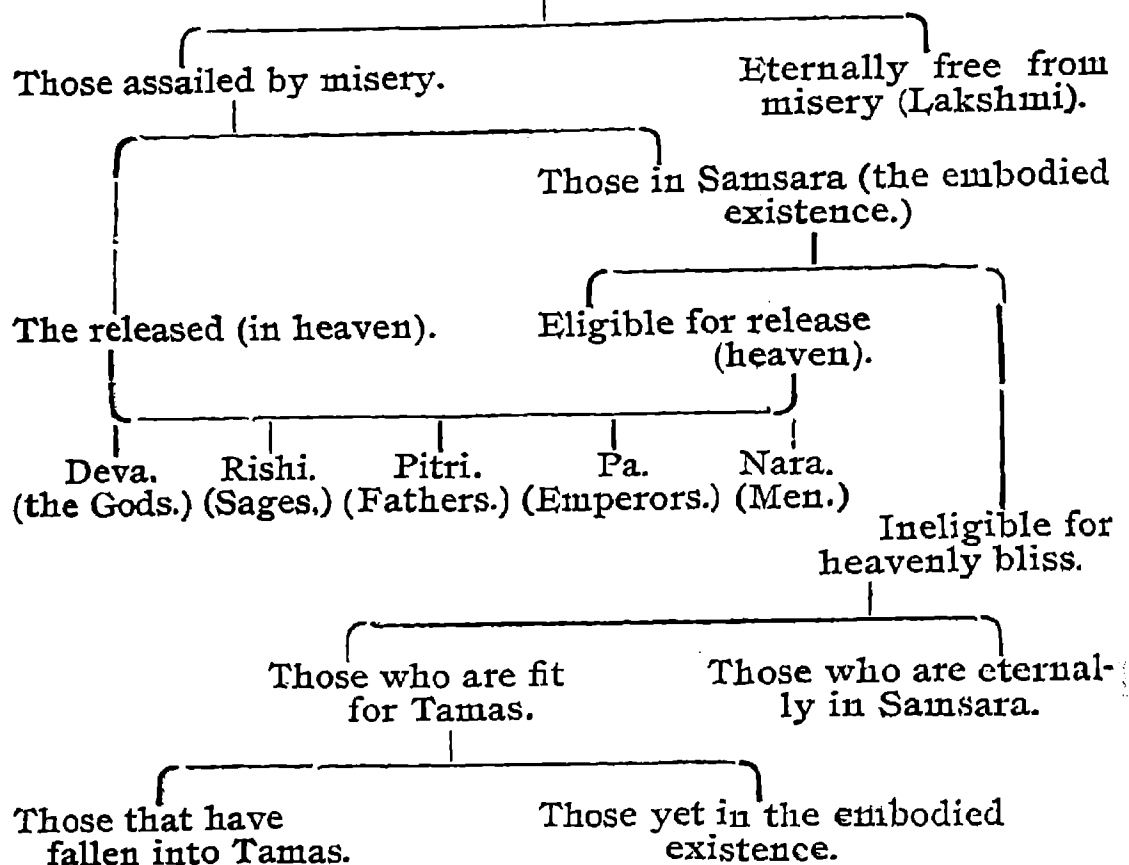 Those assailed by misery.
Eternally free from
misery (Lakshmi).
Those in Samsara (the embodied
existence.)
The released (in heaven).
Eligible for release
(heaven).
Deva. Rishi. Pitri. Pa. Nara.
(the Gods.) (Sages.) (Fathers.) (Emperors.) (Men.)
Ineligible for
heavenly bliss.
Those who are fit
for Tamas.
Those who are eternal-
ly in Samsara.
Those that have
fallen into Tamas.
Those yet in the embodied
existence.